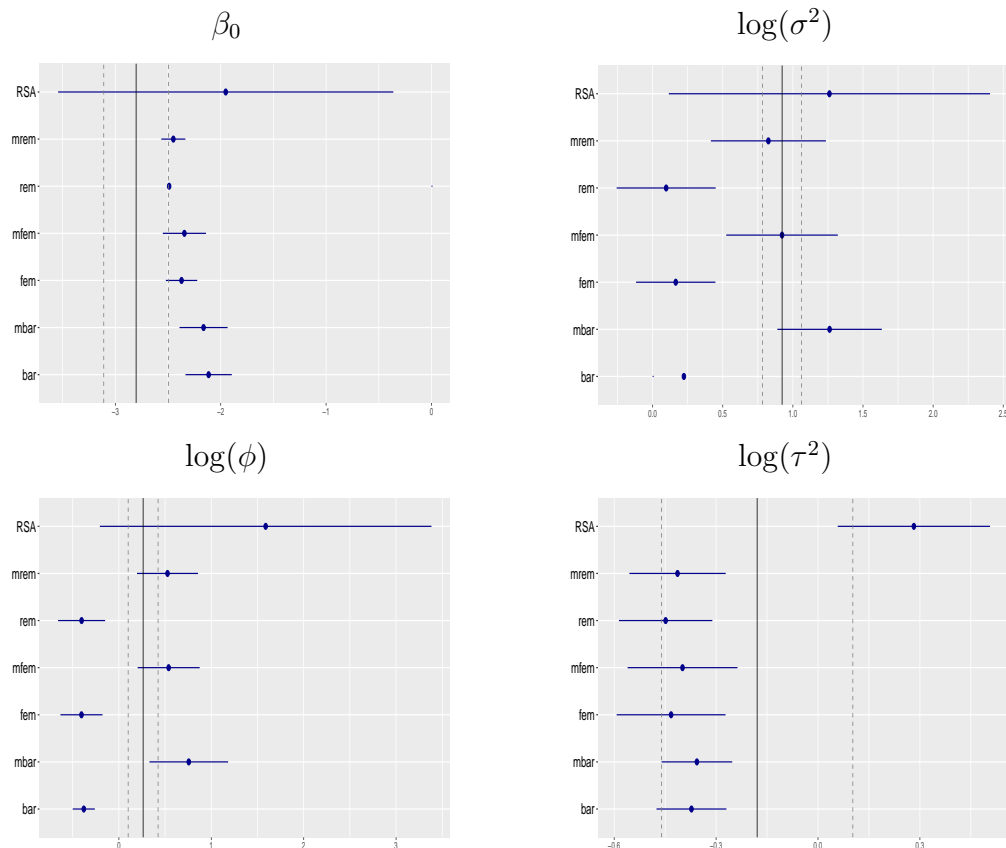 β₀ log(σ²)
RSA
mrem
rem
mfem
fem
mbar
bar
−3 −2 −1 0
RSA
mrem
rem
mfem
fem
mbar
bar
0.0 0.5 1.0 1.5 2.0 2.5
log(ϕ) log(τ²)
RSA
mrem
rem
mfem
fem
mbar
bar
0 1 2 3
RSA
mrem
rem
mfem
fem
mbar
bar
−0.6 −0.3 0.0 0.3